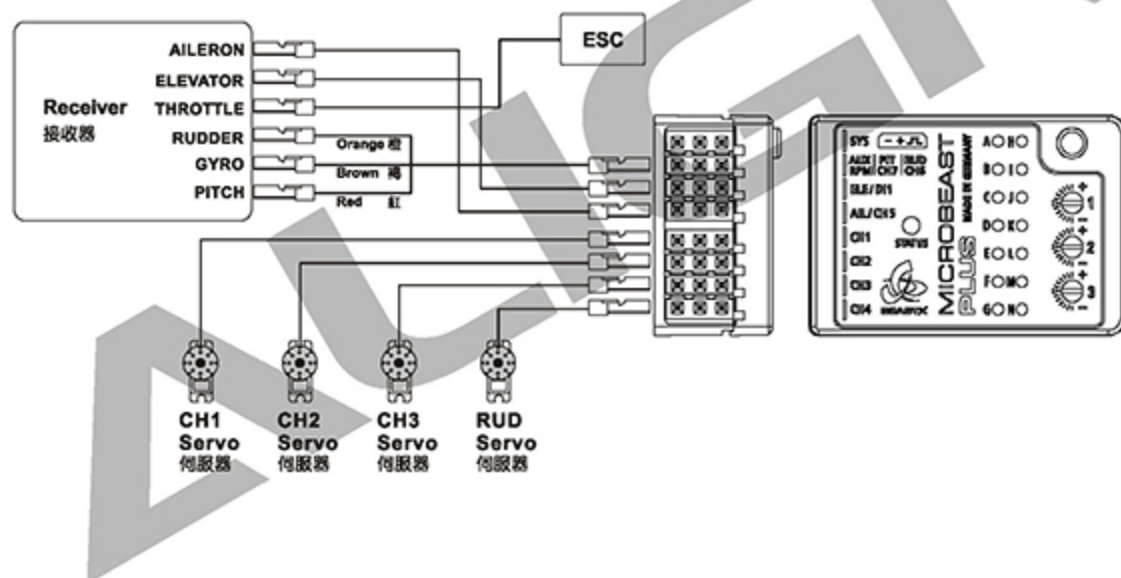 AILERON
ELEVATOR
THROTTLE
RUDDER
GYRO
PITCH
Receiver
接收器
ESC
Orange 橙
Brown 褐
Red 紅
CH1
Servo
伺服器
CH2
Servo
伺服器
CH3
Servo
伺服器
RUD
Servo
伺服器
SYS
- +
AUX PIT RUD
RPM CH7 CH6
ELE/DI1
AIL/CH5
CH1
CH2
CH3
CH4
STATUS
BEASTX
MICROBEAST
PLUS
MADE IN GERMANY
A H
B I
C J
D K
E L
F M
G N
+ 1 -
+ 2 -
+ 3 -
ALIGN